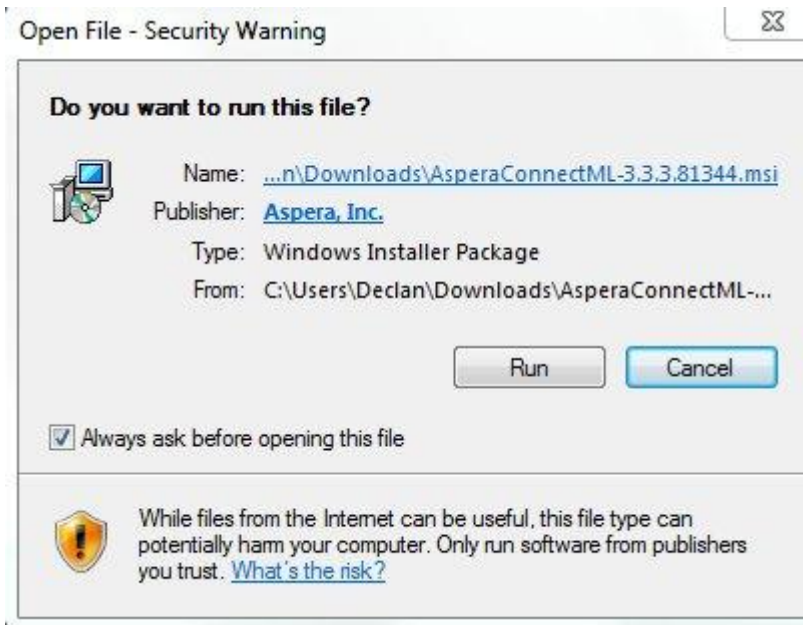 Open File - Security Warning
Do you want to run this file?
Name: ...n\Downloads\AsperaConnectML-3.3.3.81344.msi
Publisher: Aspera, Inc.
Type: Windows Installer Package
From: C:\Users\Declan\Downloads\AsperaConnectML-...
Run Cancel
Always ask before opening this file
While files from the Internet can be useful, this file type can
potentially harm your computer. Only run software from publishers
you trust. What's the risk?